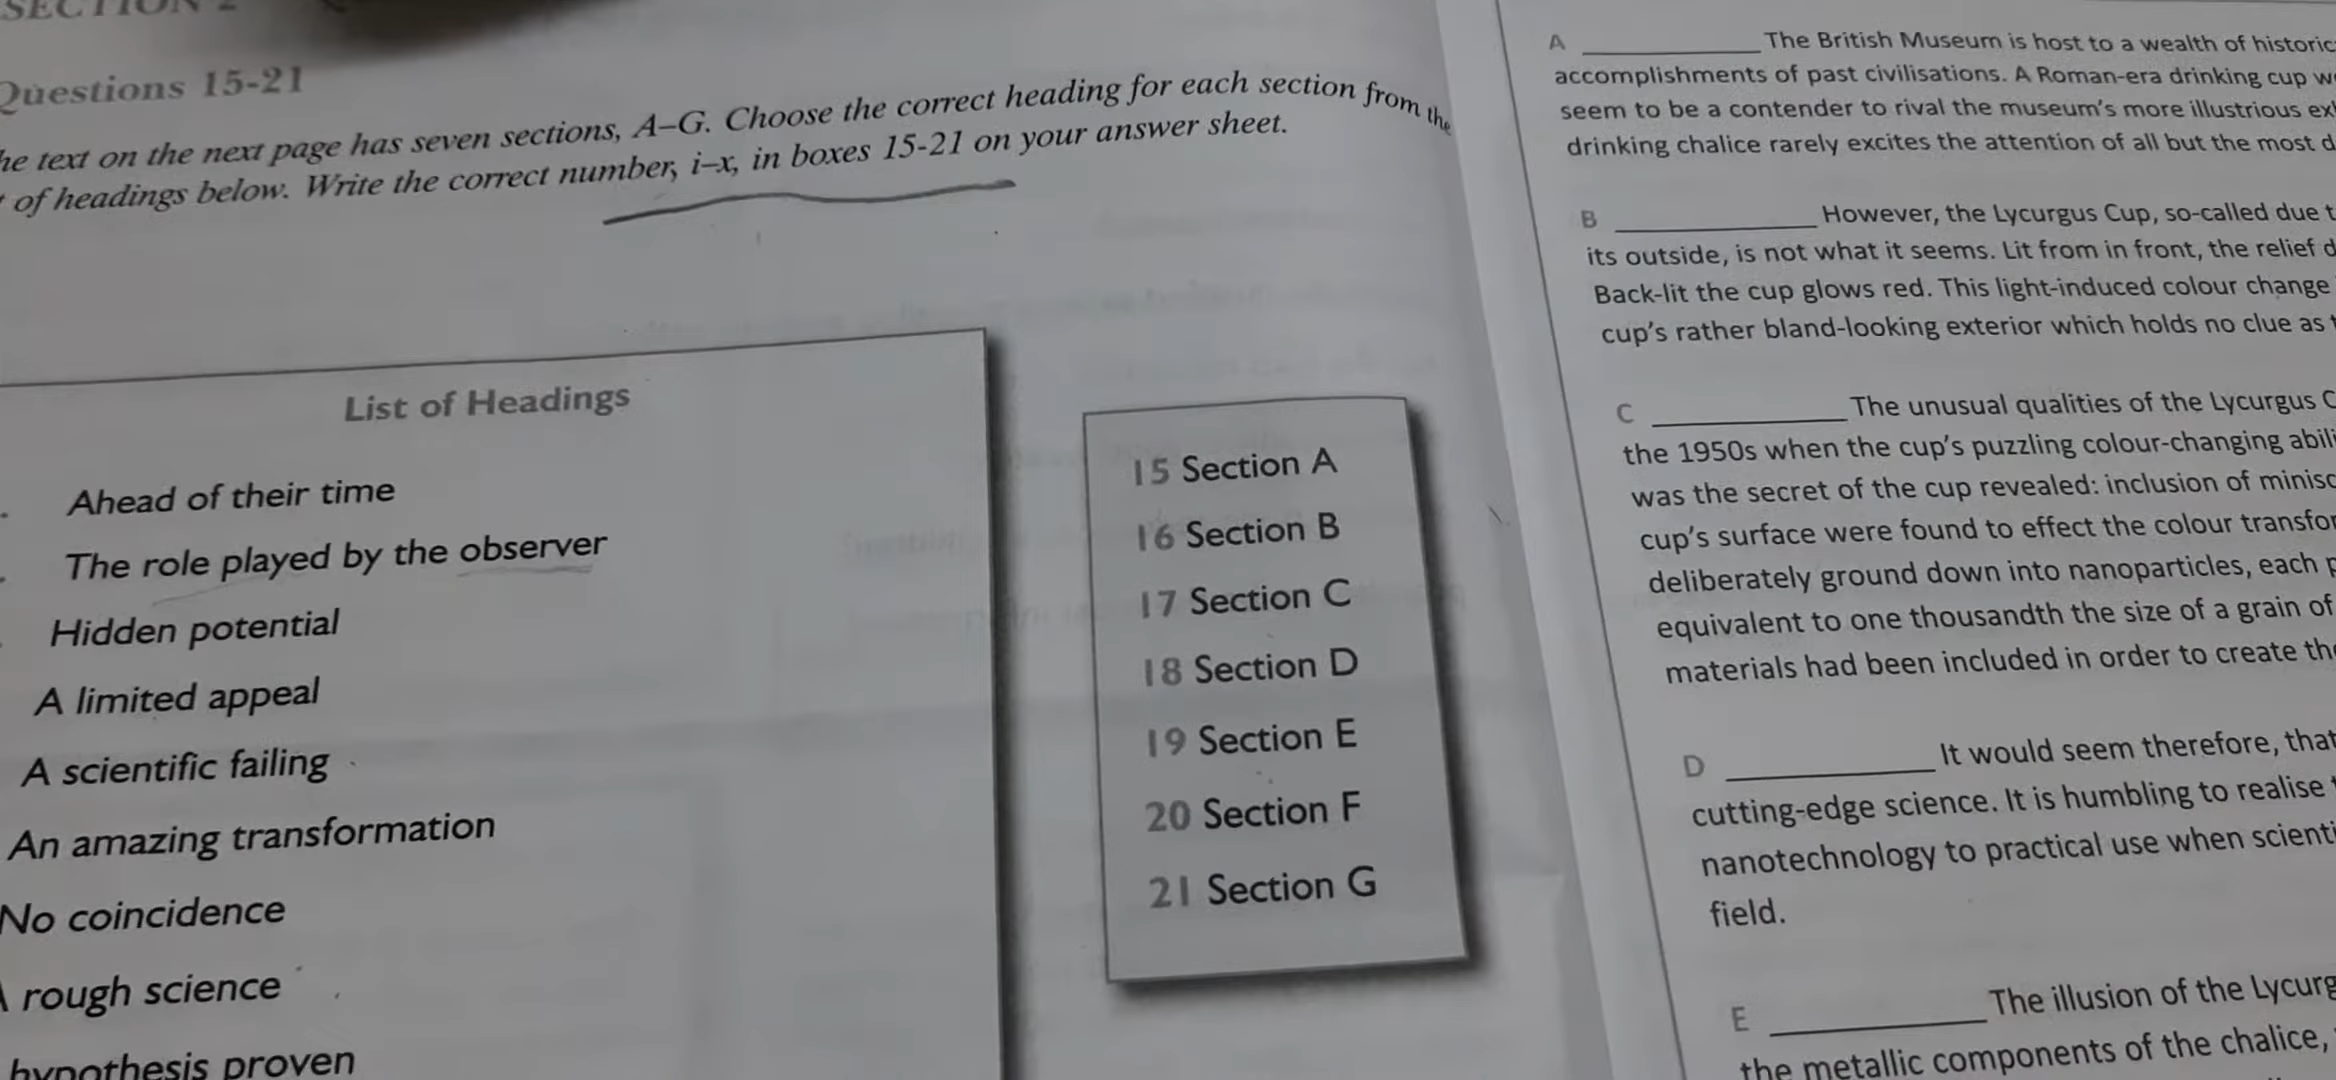 SECTION 2
Questions 15-21
he text on the next page has seven sections, A–G. Choose the correct heading for each section from the
of headings below. Write the correct number, i–x, in boxes 15-21 on your answer sheet.
List of Headings
Ahead of their time
The role played by the observer
Hidden potential
A limited appeal
A scientific failing
An amazing transformation
No coincidence
A rough science
hypothesis proven
15 Section A
16 Section B
17 Section C
18 Section D
19 Section E
20 Section F
21 Section G
A The British Museum is host to a wealth of historic
accomplishments of past civilisations. A Roman-era drinking cup w
seem to be a contender to rival the museum's more illustrious ex
drinking chalice rarely excites the attention of all but the most d
B However, the Lycurgus Cup, so-called due t
its outside, is not what it seems. Lit from in front, the relief d
Back-lit the cup glows red. This light-induced colour change
cup's rather bland-looking exterior which holds no clue as t
C The unusual qualities of the Lycurgus C
the 1950s when the cup's puzzling colour-changing abili
was the secret of the cup revealed: inclusion of minisc
cup's surface were found to effect the colour transfor
deliberately ground down into nanoparticles, each p
equivalent to one thousandth the size of a grain of
materials had been included in order to create the
D It would seem therefore, that
cutting-edge science. It is humbling to realise t
nanotechnology to practical use when scienti
field.
E The illusion of the Lycurg
the metallic components of the chalice,